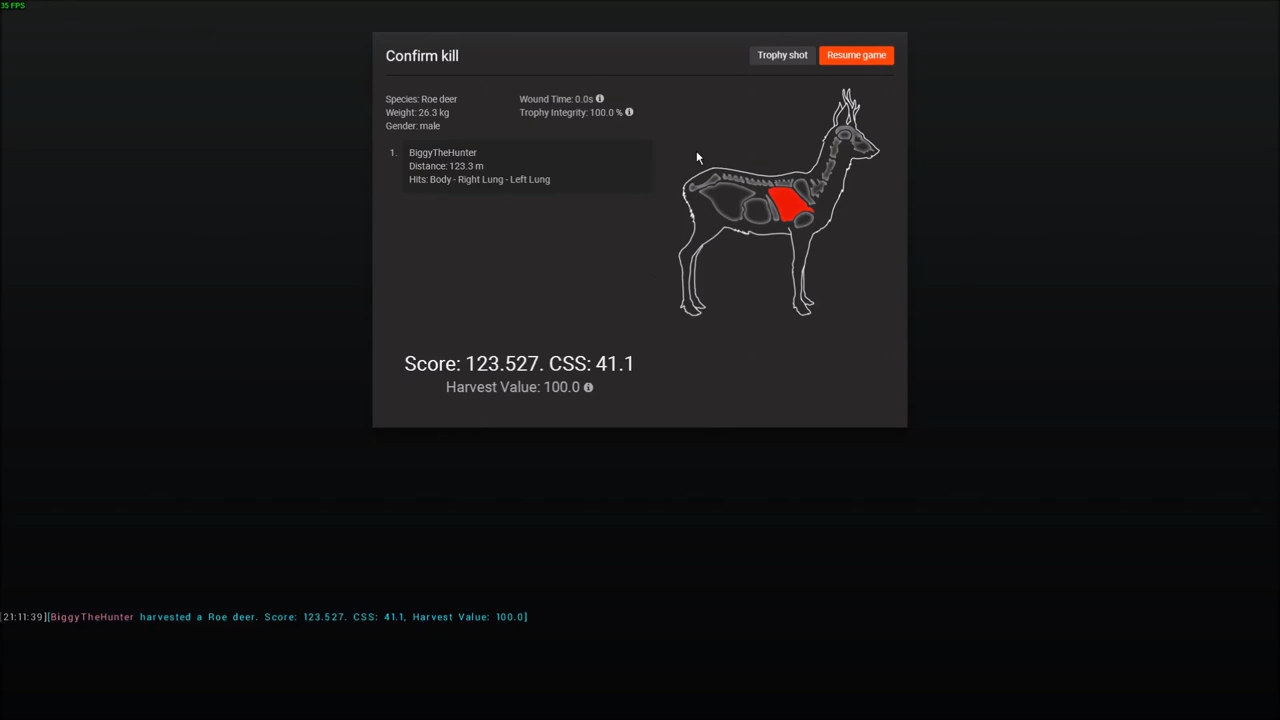 35 FPS
Confirm kill
Trophy shot
Resume game
Species: Roe deer
Weight: 26.3 kg
Gender: male
Wound Time: 0.0s
Trophy Integrity: 100.0 %
1. BiggyTheHunter
Distance: 123.3 m
Hits: Body - Right Lung - Left Lung
Score: 123.527. CSS: 41.1
Harvest Value: 100.0
[21:11:39][BiggyTheHunter harvested a Roe deer. Score: 123.527. CSS: 41.1, Harvest Value: 100.0]